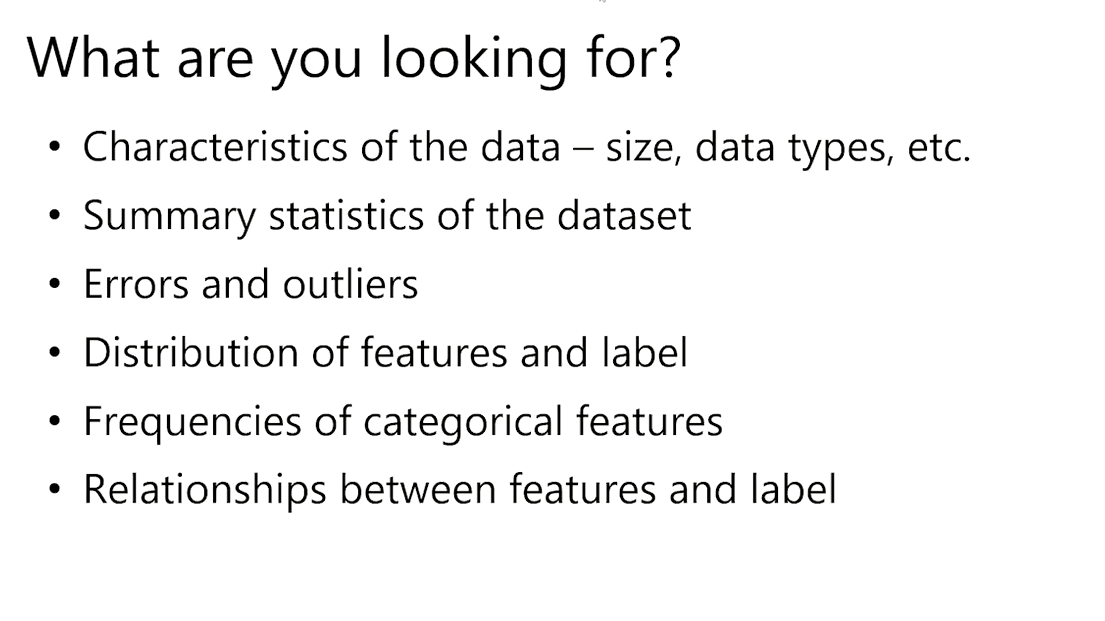 What are you looking for?
• Characteristics of the data – size, data types, etc.
• Summary statistics of the dataset
• Errors and outliers
• Distribution of features and label
• Frequencies of categorical features
• Relationships between features and label